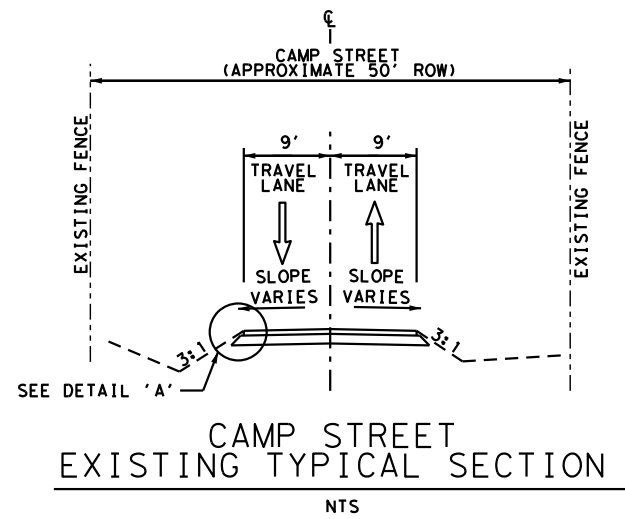 ℄
CAMP STREET
(APPROXIMATE 50' ROW)
EXISTING FENCE
EXISTING FENCE
9'
9'
TRAVEL
LANE
TRAVEL
LANE
SLOPE
VARIES
SLOPE
VARIES
3:1
3:1
SEE DETAIL 'A'
CAMP STREET
EXISTING TYPICAL SECTION
NTS